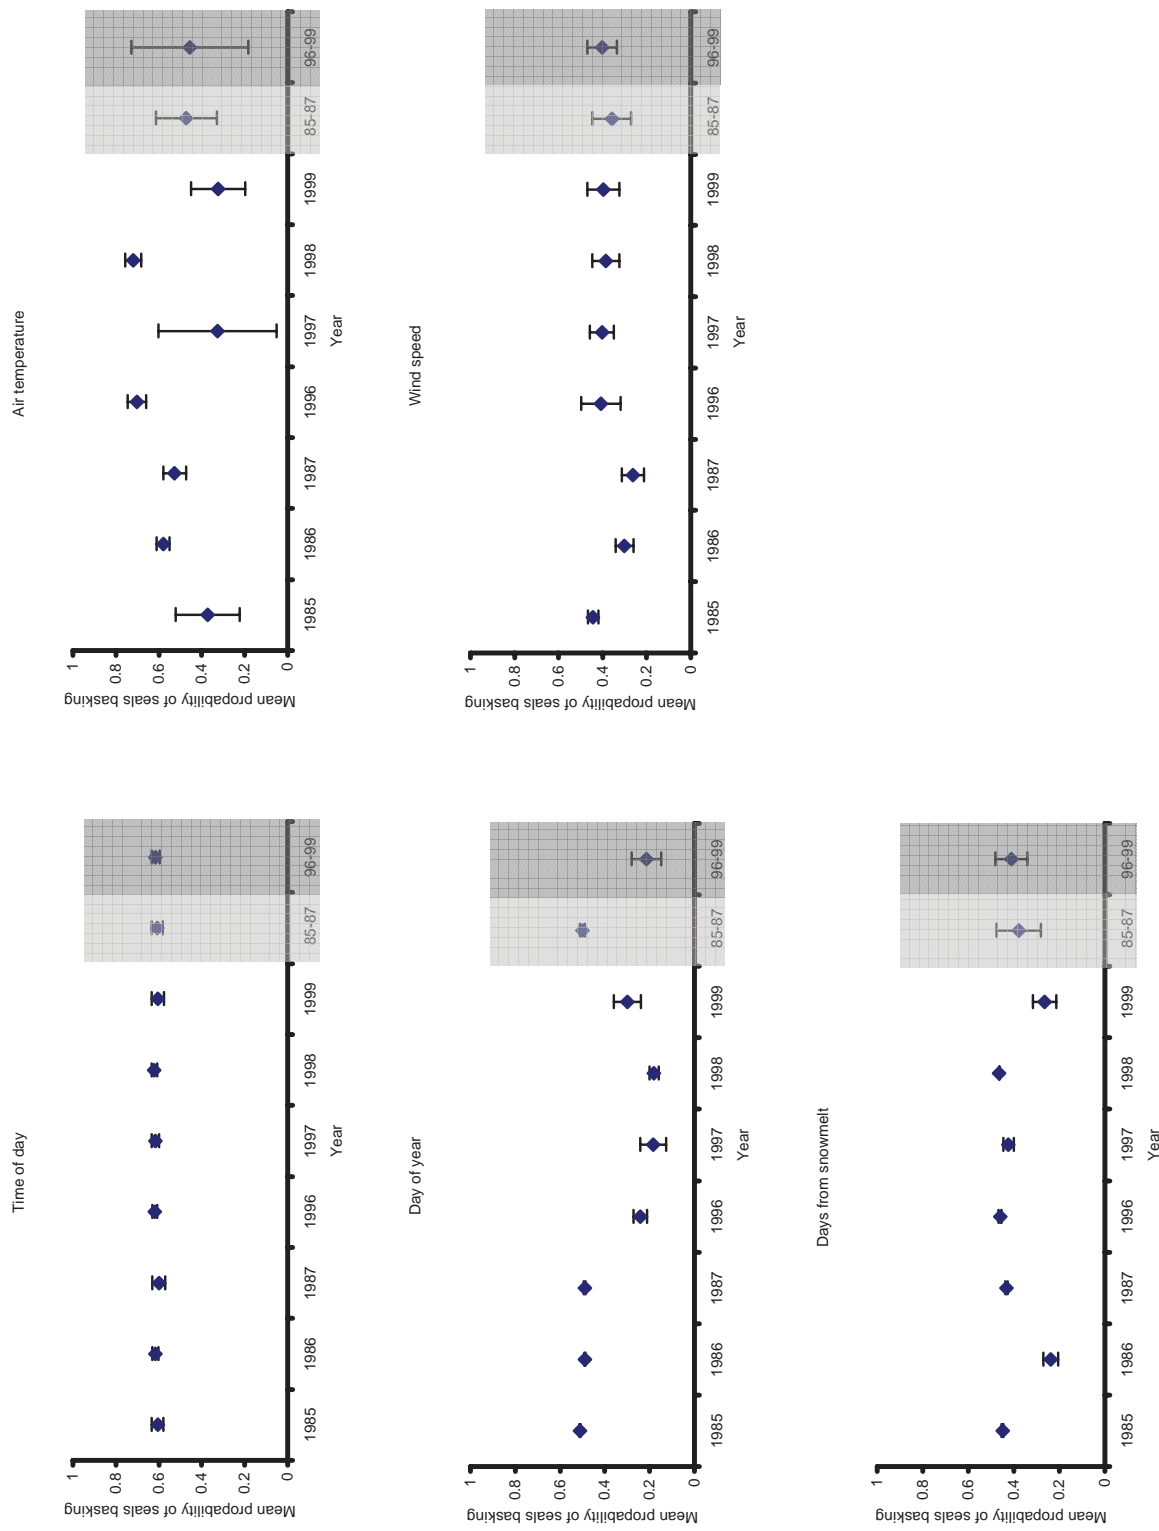 Time of day
Mean propability of seals basking
1
0.8
0.6
0.4
0.2
0
1985 1986 1987 1996 1997 1998 1999 85-87 96-99
Year
Air temperature
Mean propability of seals basking
1
0.8
0.6
0.4
0.2
0
1985 1986 1987 1996 1997 1998 1999 85-87 96-99
Year
Day of year
Mean propability of seals basking
1
0.8
0.6
0.4
0.2
0
1985 1986 1987 1996 1997 1998 1999 85-87 96-99
Year
Wind speed
Mean propability of seals basking
1
0.8
0.6
0.4
0.2
0
1985 1986 1987 1996 1997 1998 1999 85-87 96-99
Year
Days from snowmelt
Mean propability of seals basking
1
0.8
0.6
0.4
0.2
0
1985 1986 1987 1996 1997 1998 1999 85-87 96-99
Year